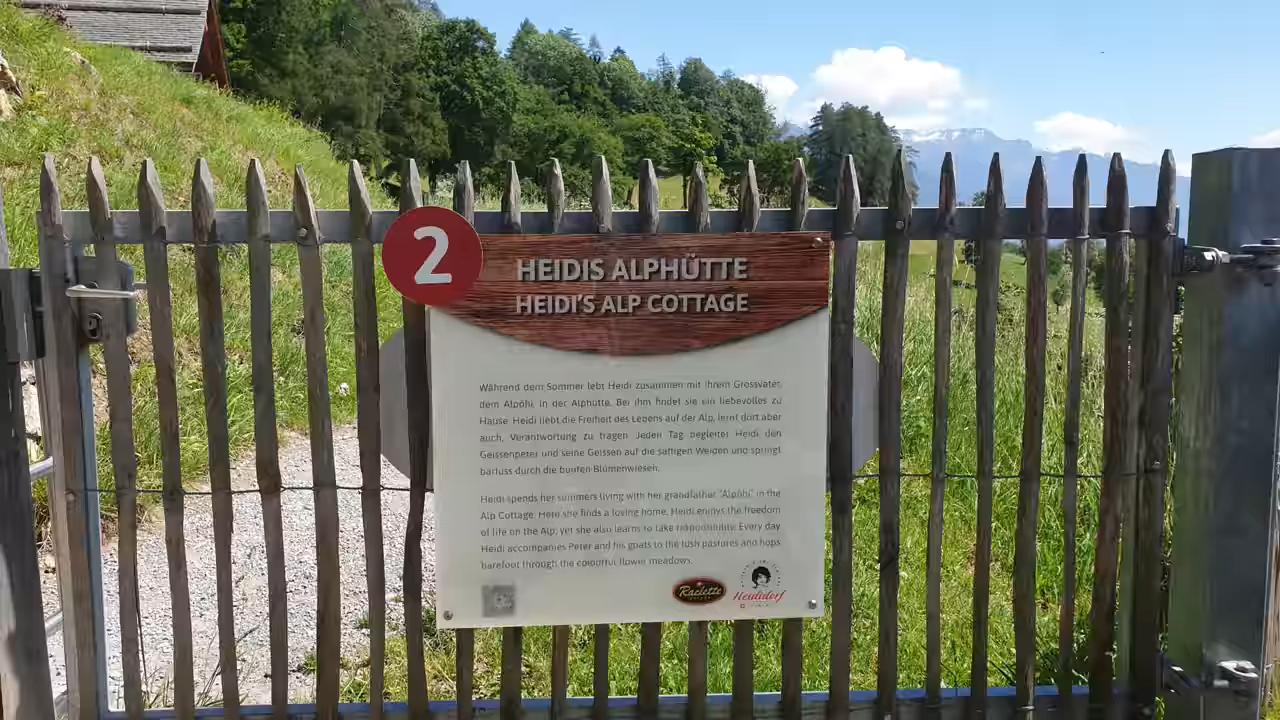 2
HEIDIS ALPHÜTTE
HEIDI'S ALP COTTAGE
Während dem Sommer lebt Heidi zusammen mit ihrem Grossvater,
dem Alpöhi, in der Alphütte. Bei ihm findet sie ein liebevolles zu
Hause. Heidi liebt die Freiheit des Lebens auf der Alp, lernt dort aber
auch, Verantwortung zu tragen. Jeden Tag begleitet Heidi den
Geissenpeter und seine Geissen auf die saftigen Weiden und springt
barfuss durch die bunten Blumenwiesen.
Heidi spends her summers living with her grandfather "Alpöhi" in the
Alp Cottage. Here she finds a loving home. Heidi enjoys the freedom
of life on the Alp, yet she also learns to take responsibility. Every day
Heidi accompanies Peter and his goats to the lush pastures and hops
barefoot through the colourful flower meadows.
Raclette
Heididorf